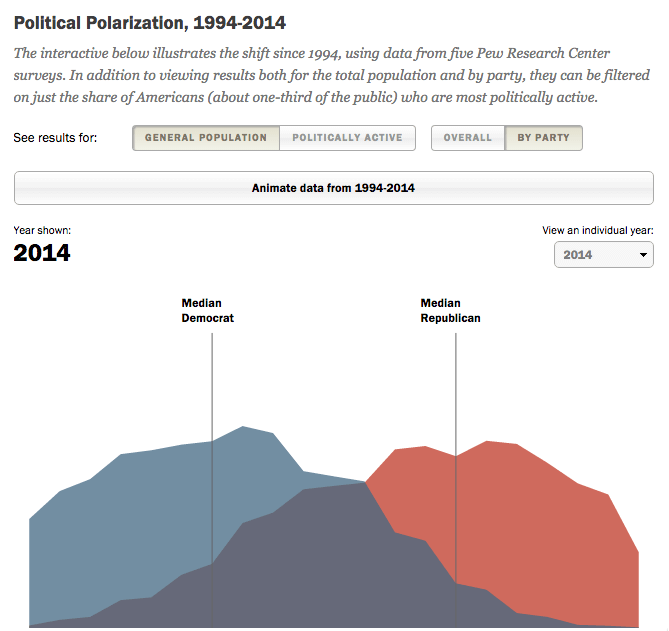 Political Polarization, 1994-2014
The interactive below illustrates the shift since 1994, using data from five Pew Research Center
surveys. In addition to viewing results both for the total population and by party, they can be filtered
on just the share of Americans (about one-third of the public) who are most politically active.
See results for: GENERAL POPULATION POLITICALLY ACTIVE OVERALL BY PARTY
Animate data from 1994-2014
Year shown: View an individual year:
2014 2014
Median Median
Democrat Republican